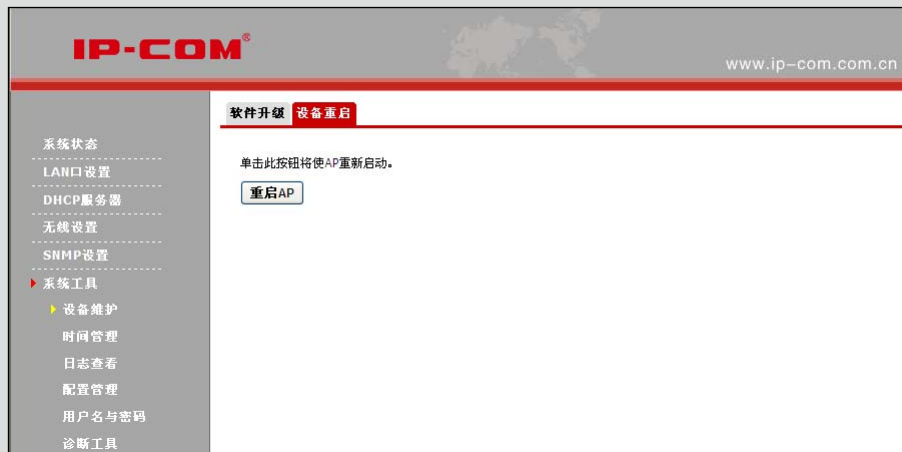 IP-COM®
www.ip-com.com.cn
软件升级 设备重启
系统状态
LAN口设置
DHCP服务器
无线设置
SNMP设置
系统工具
设备维护
时间管理
日志查看
配置管理
用户名与密码
诊断工具
单击此按钮将使AP重新启动。
重启AP